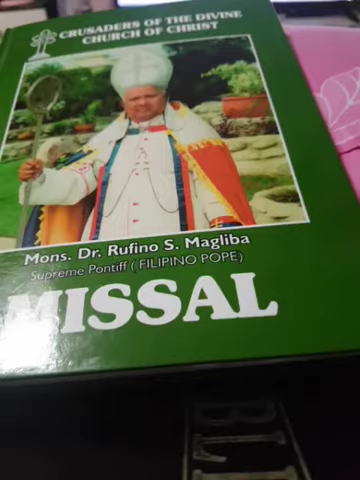 CRUSADERS OF THE DIVINE
CHURCH OF CHRIST
Mons. Dr. Rufino S. Magliba
Supreme Pontiff (FILIPINO POPE)
MISSAL